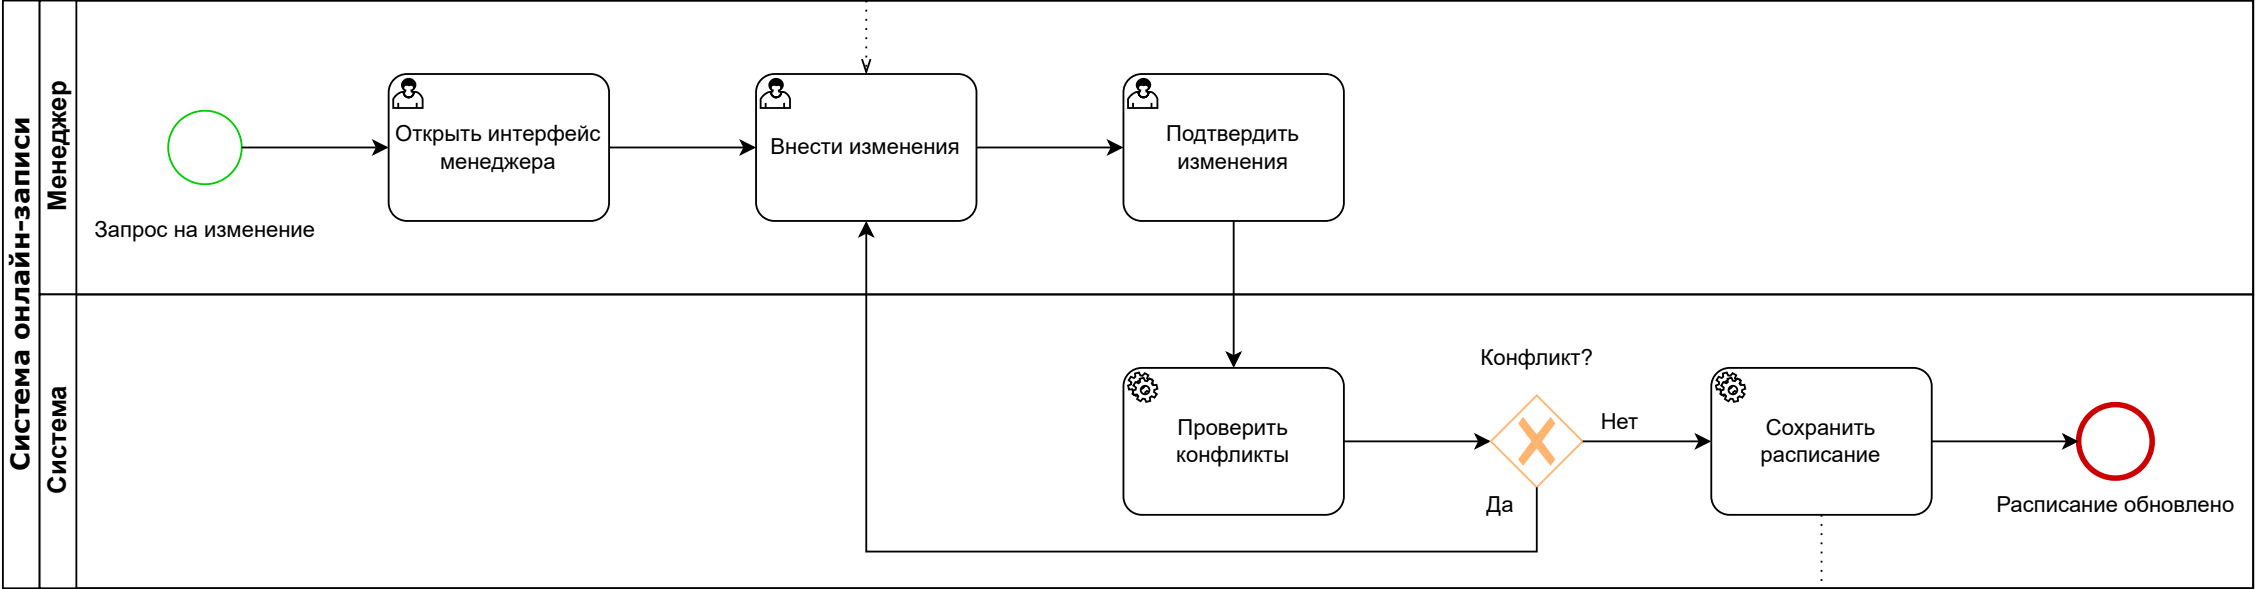 Система онлайн-записи
Менеджер
Запрос на изменение
Открыть интерфейс
менеджера
Внести изменения
Подтвердить
изменения
Система
Проверить
конфликты
Конфликт?
Да
Нет
Сохранить
расписание
Расписание обновлено